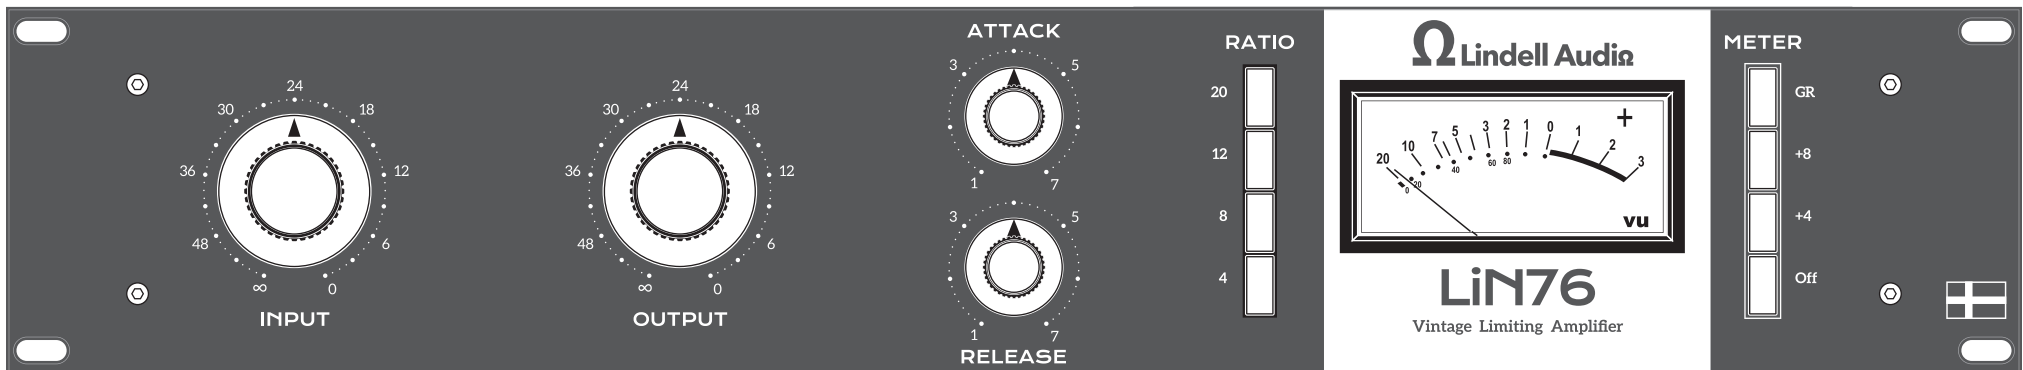 24
30 18
36 12
48 6
∞ 0
INPUT
24
30 18
36 12
48 6
∞ 0
OUTPUT
ATTACK
3 5
1 7
3 5
1 7
RELEASE
RATIO
20
12
8
4
Ω Lindell AudiΩ
20 10 7 5 3 2 1 0 1 2 3
+
0 20 40 60 80
vu
LiN76
Vintage Limiting Amplifier
METER
GR
+8
+4
Off